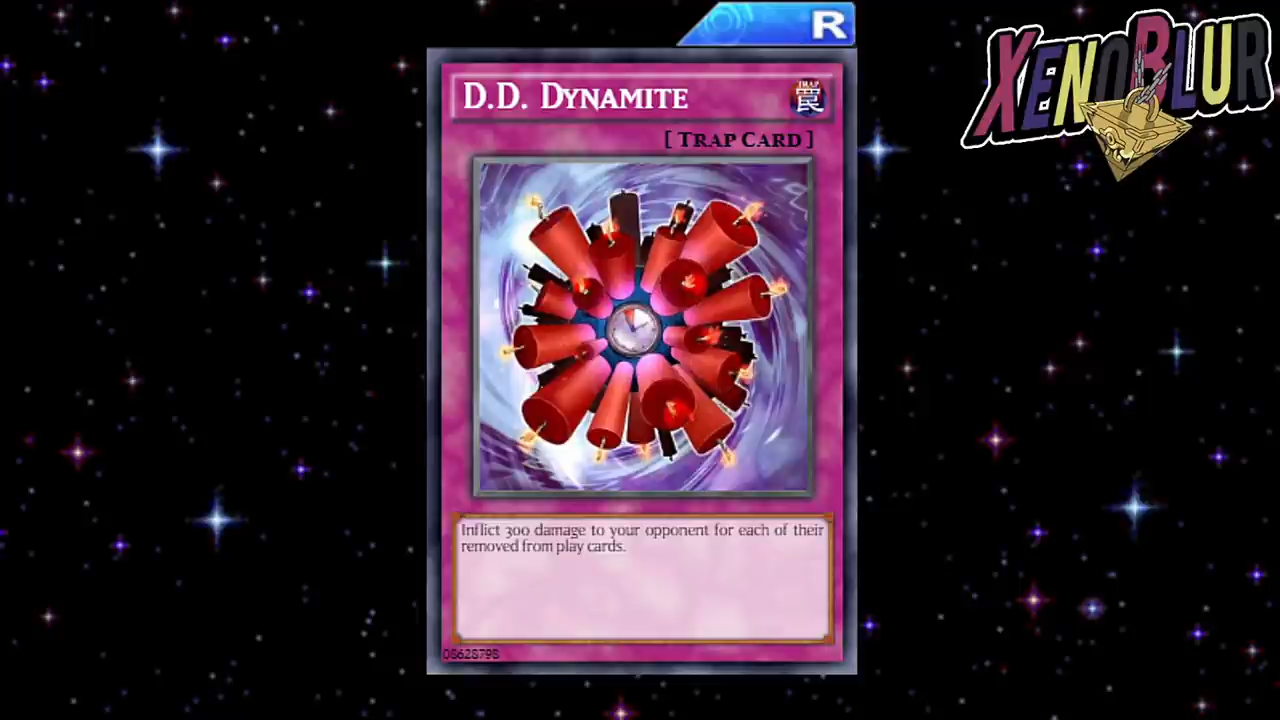 R
XENOBLUR
D.D. DYNAMITE
TRAP
罠
[ TRAP CARD ]
Inflict 300 damage to your opponent for each of their
removed from play cards.
08628798